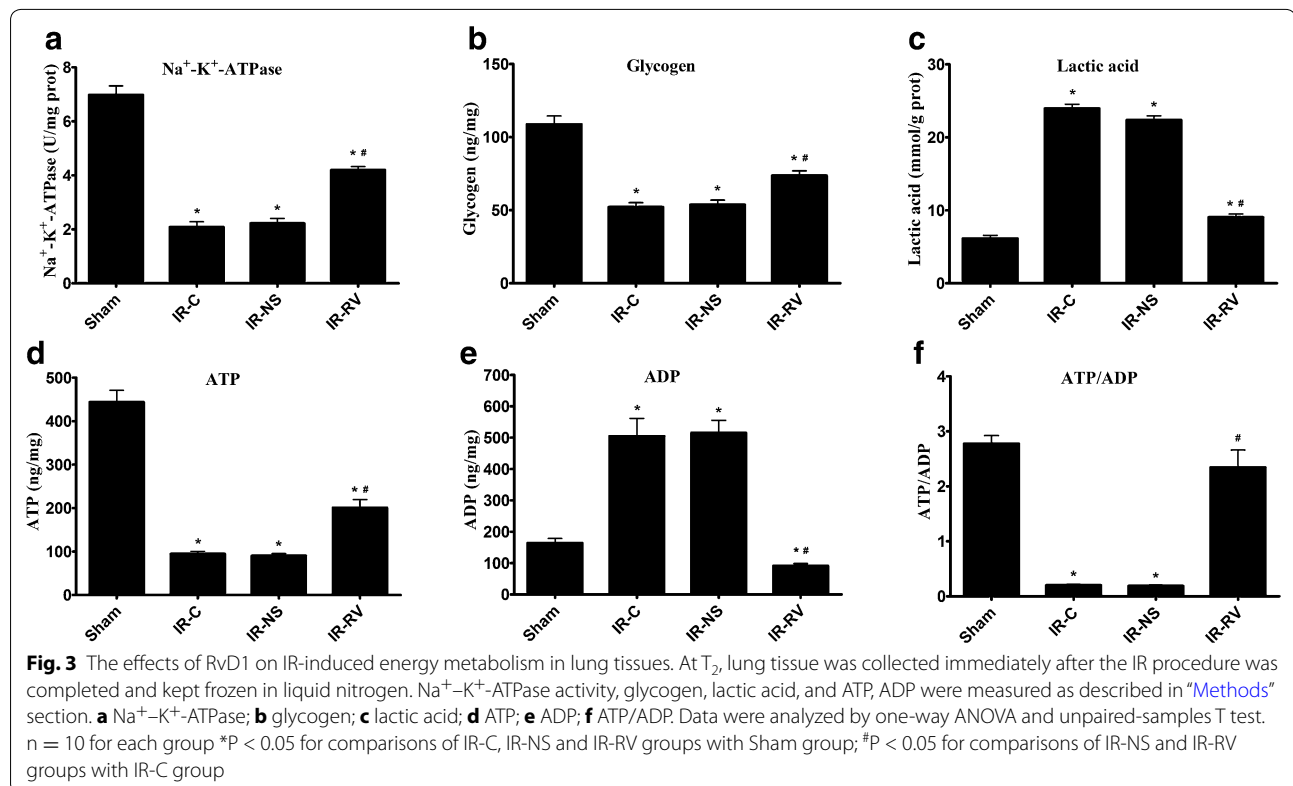 a
Na⁺-K⁺-ATPase
Na⁺-K⁺-ATPase (U/mg prot)
8
6
4
2
0
*
*
* #
Sham
IR-C
IR-NS
IR-RV
b
Glycogen
Glycogen (ng/mg)
150
100
50
0
*
*
* #
Sham
IR-C
IR-NS
IR-RV
c
Lactic acid
Lactic acid (mmol/g prot)
30
20
10
0
*
*
* #
Sham
IR-C
IR-NS
IR-RV
d
ATP
ATP (ng/mg)
500
400
300
200
100
0
*
*
* #
Sham
IR-C
IR-NS
IR-RV
e
ADP
ADP (ng/mg)
700
600
500
400
300
200
100
0
*
*
* #
Sham
IR-C
IR-NS
IR-RV
f
ATP/ADP
ATP/ADP
4
3
2
1
0
*
*
#
Sham
IR-C
IR-NS
IR-RV
Fig. 3 The effects of RvD1 on IR-induced energy metabolism in lung tissues. At T₂, lung tissue was collected immediately after the IR procedure was
completed and kept frozen in liquid nitrogen. Na⁺–K⁺-ATPase activity, glycogen, lactic acid, and ATP, ADP were measured as described in “Methods”
section. a Na⁺–K⁺-ATPase; b glycogen; c lactic acid; d ATP; e ADP; f ATP/ADP. Data were analyzed by one-way ANOVA and unpaired-samples T test.
n = 10 for each group *P < 0.05 for comparisons of IR-C, IR-NS and IR-RV groups with Sham group; #P < 0.05 for comparisons of IR-NS and IR-RV
groups with IR-C group